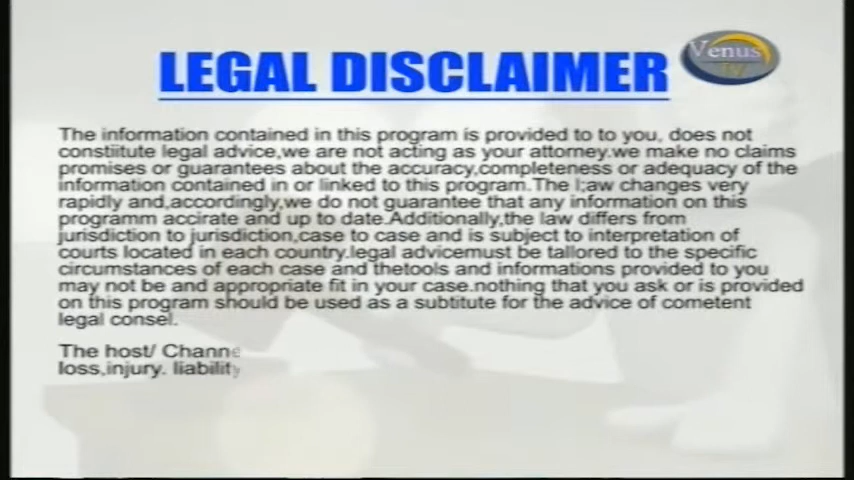 LEGAL DISCLAIMER
Venus
TV
The information contained in this program is provided to to you, does not
constiitute legal advice,we are not acting as your attorney.we make no claims
promises or guarantees about the accuracy,completeness or adequacy of the
information contained in or linked to this program.The l;aw changes very
rapidly and,accordingly,we do not guarantee that any information on this
programm accirate and up to date.Additionally,the law differs from
jurisdiction to jurisdiction,case to case and is subject to interpretation of
courts located in each country.legal advicemust be tailored to the specific
circumstances of each case and thetools and informations provided to you
may not be and appropriate fit in your case.nothing that you ask or is provided
on this program should be used as a subtitute for the advice of cometent
legal consel.
The host/ Channe
loss,injury. liability